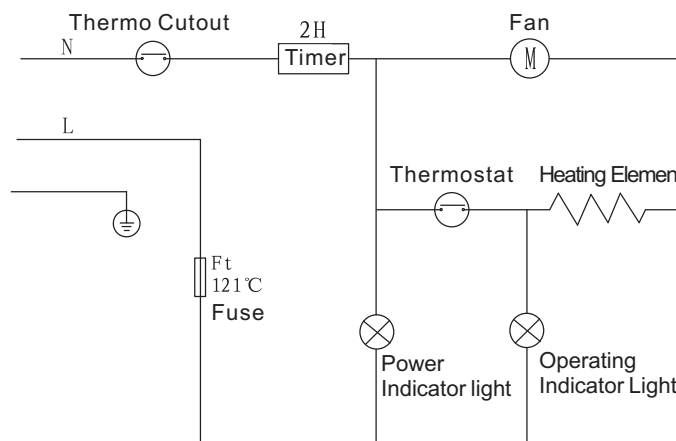 Thermo Cutout
N
2H
Timer
Fan
M
L
Thermostat
Heating Elemen
Ft
121℃
Fuse
Power
Indicator light
Operating
Indicator Light